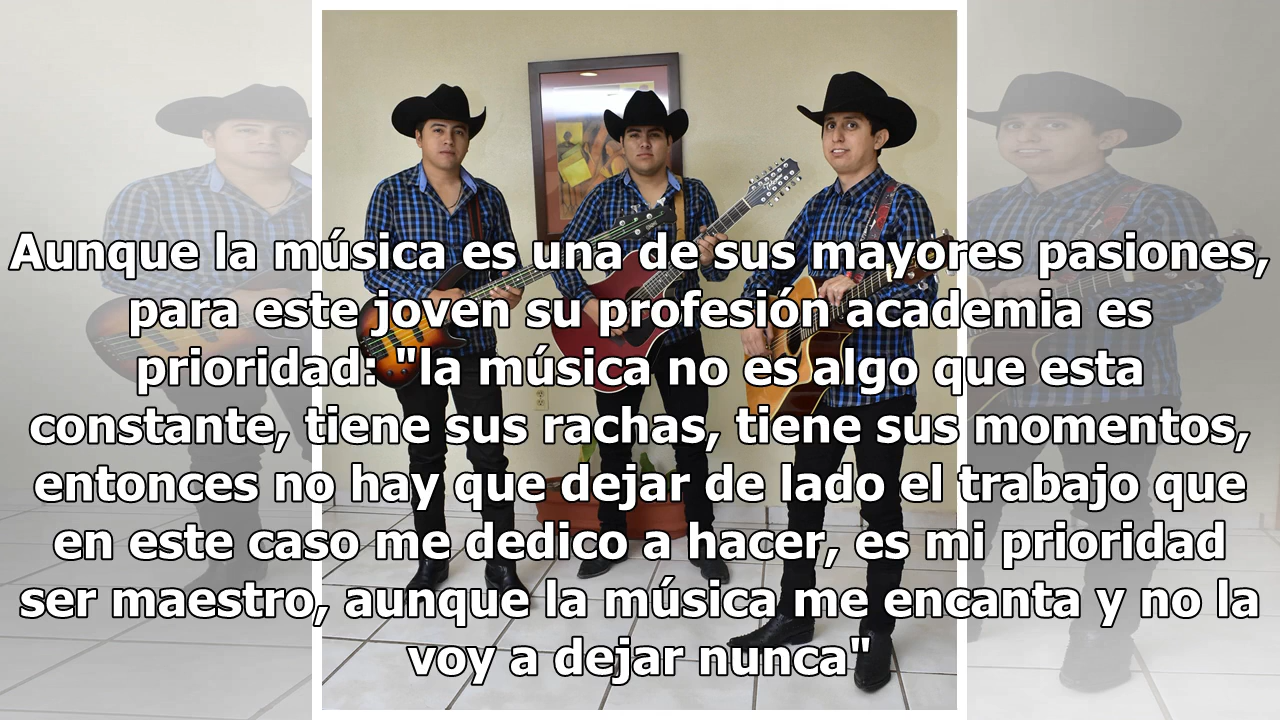 Aunque la música es una de sus mayores pasiones,
para este joven su profesión academia es
prioridad: "la música no es algo que esta
constante, tiene sus rachas, tiene sus momentos,
entonces no hay que dejar de lado el trabajo que
en este caso me dedico a hacer, es mi prioridad
ser maestro, aunque la música me encanta y no la
voy a dejar nunca"